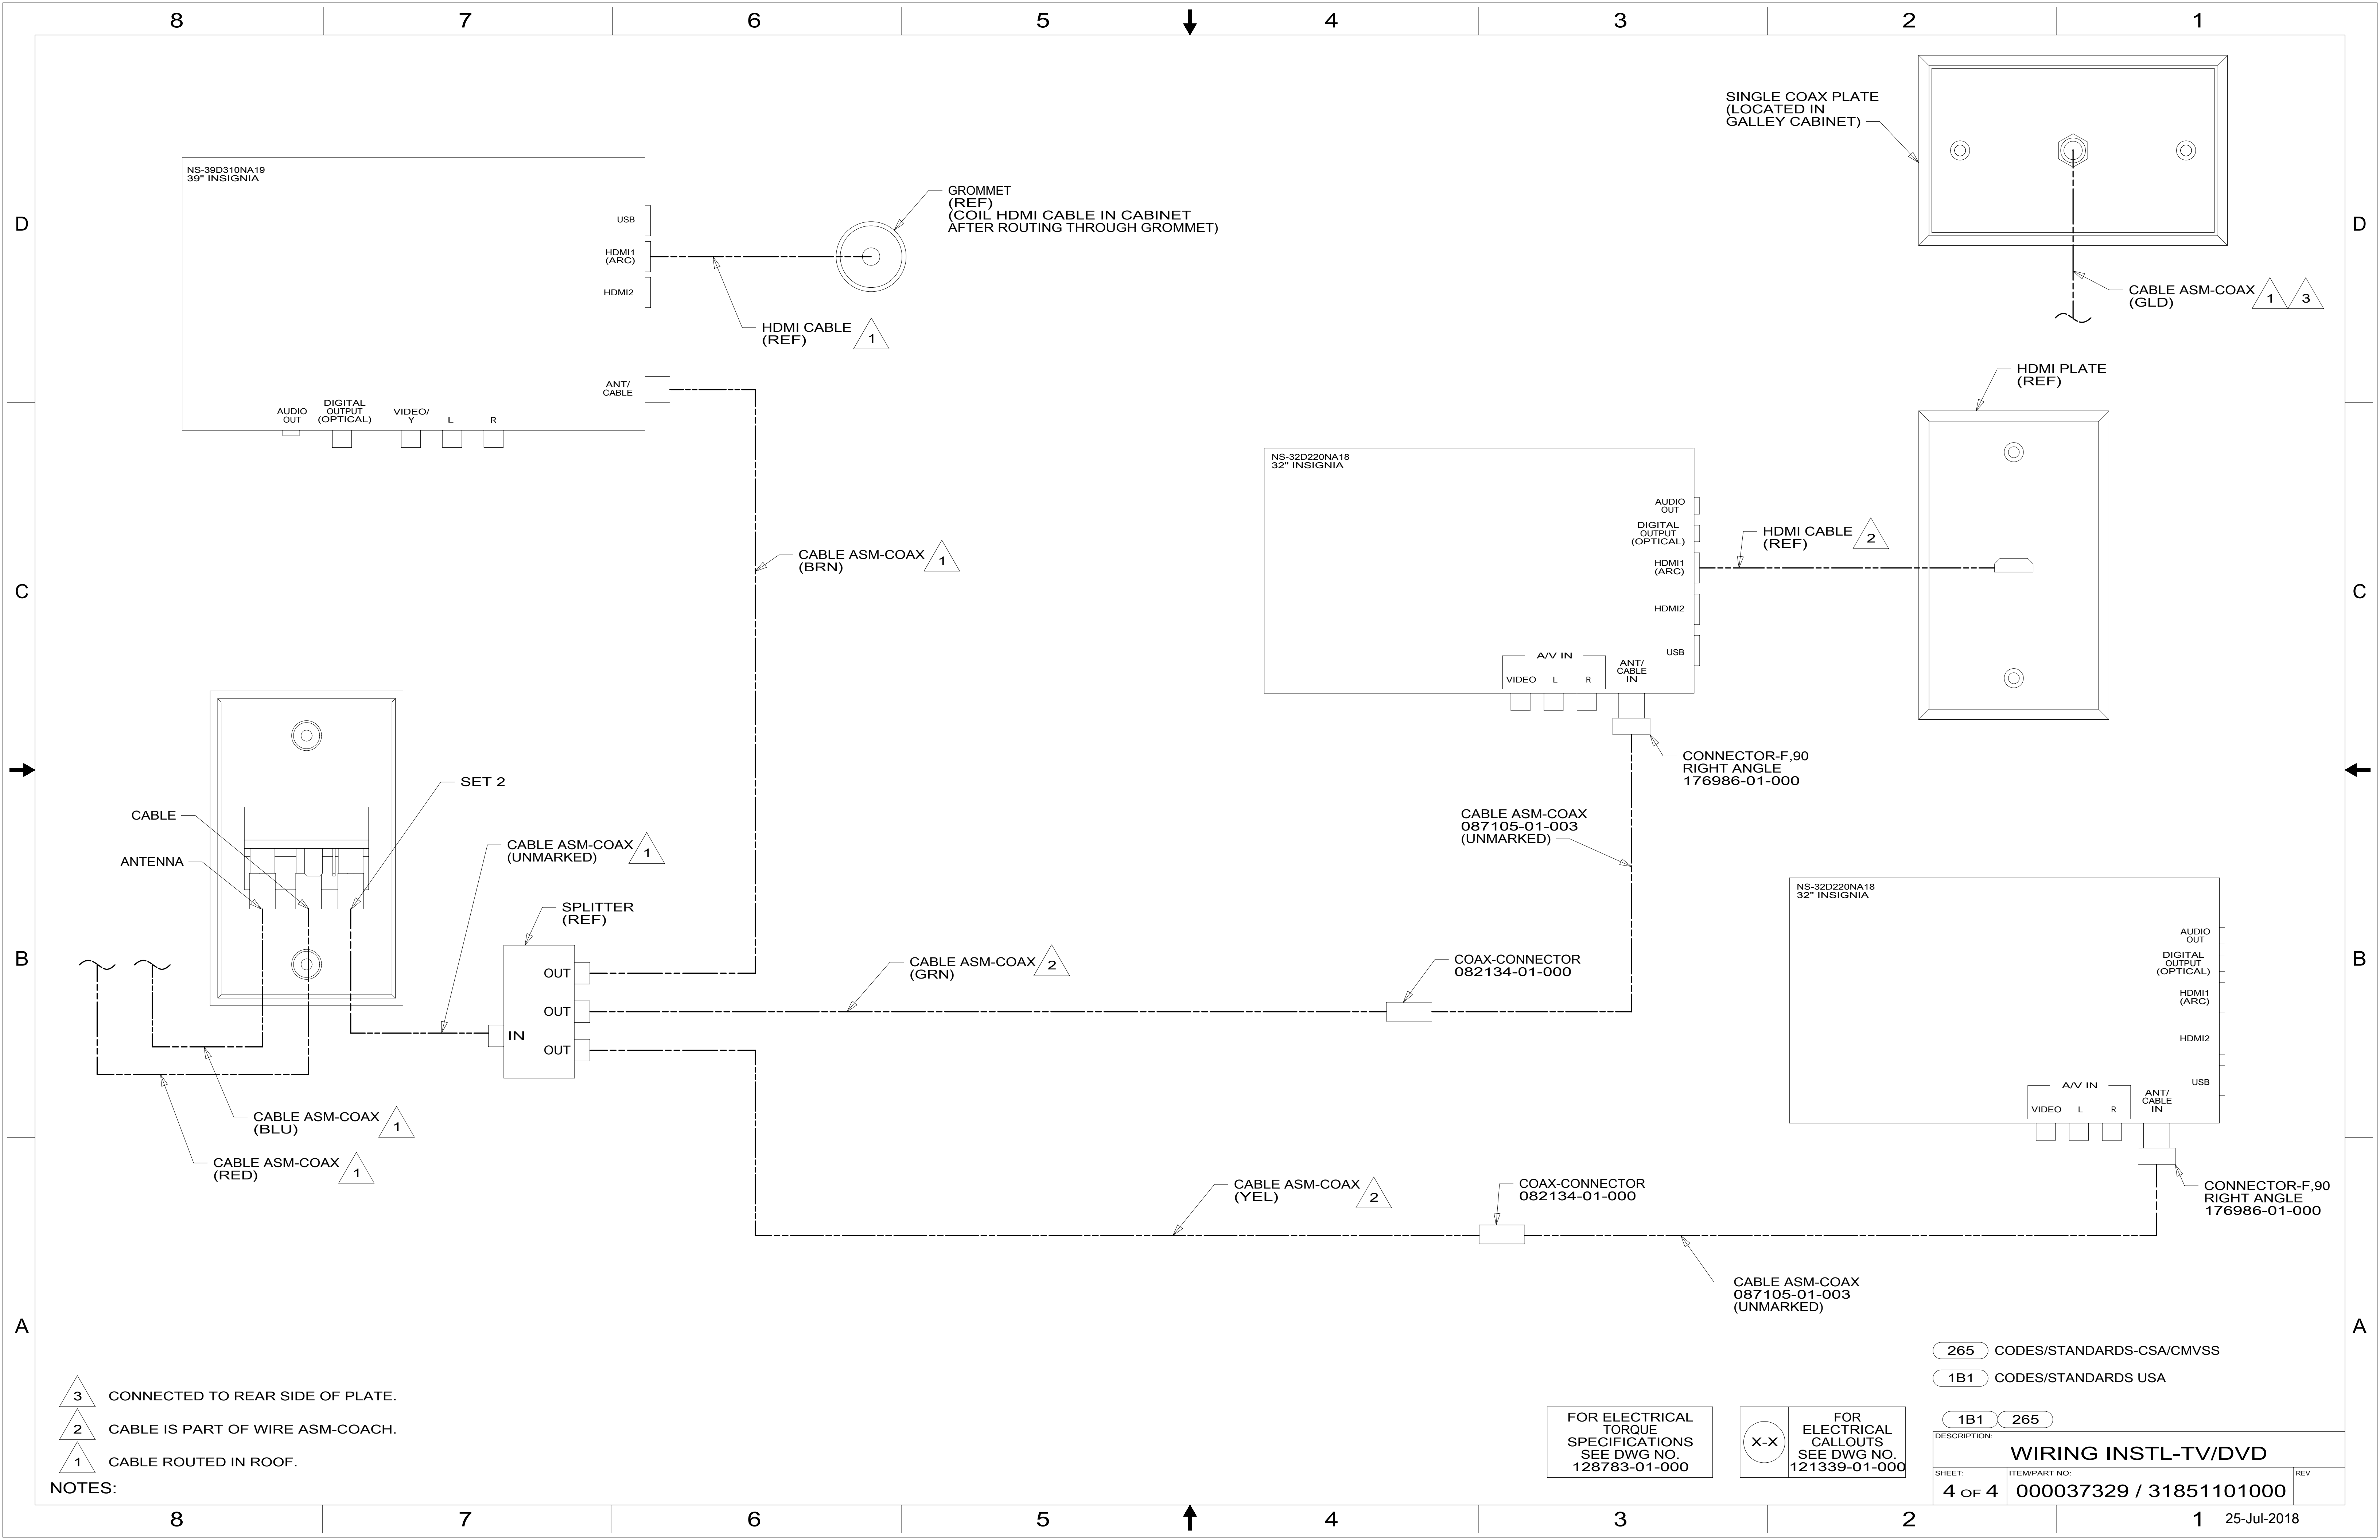 8 7 6 5 4 3 2 1
SINGLE COAX PLATE
(LOCATED IN
GALLEY CABINET)
NS-39D310NA19
39" INSIGNIA
USB
HDMI1
(ARC)
HDMI2
ANT/
CABLE
AUDIO
OUT
DIGITAL
OUTPUT
(OPTICAL)
VIDEO/
Y
L
R
GROMMET
(REF)
(COIL HDMI CABLE IN CABINET
AFTER ROUTING THROUGH GROMMET)
HDMI CABLE
(REF)
1
D
D
CABLE ASM-COAX
(GLD)
1
3
HDMI PLATE
(REF)
NS-32D220NA18
32" INSIGNIA
AUDIO
OUT
DIGITAL
OUTPUT
(OPTICAL)
HDMI1
(ARC)
HDMI2
USB
A/V IN
VIDEO L R
ANT/
CABLE
IN
HDMI CABLE
(REF)
2
CABLE ASM-COAX
(BRN)
1
C
C
CONNECTOR-F,90
RIGHT ANGLE
176986-01-000
SET 2
CABLE
ANTENNA
CABLE ASM-COAX
(UNMARKED)
1
CABLE ASM-COAX
087105-01-003
(UNMARKED)
SPLITTER
(REF)
OUT
OUT
IN
OUT
CABLE ASM-COAX
(GRN)
2
COAX-CONNECTOR
082134-01-000
B
B
NS-32D220NA18
32" INSIGNIA
AUDIO
OUT
DIGITAL
OUTPUT
(OPTICAL)
HDMI1
(ARC)
HDMI2
USB
A/V IN
VIDEO L R
ANT/
CABLE
IN
CABLE ASM-COAX
(BLU)
1
CABLE ASM-COAX
(RED)
1
CABLE ASM-COAX
(YEL)
2
COAX-CONNECTOR
082134-01-000
CONNECTOR-F,90
RIGHT ANGLE
176986-01-000
CABLE ASM-COAX
087105-01-003
(UNMARKED)
A
A
265 CODES/STANDARDS-CSA/CMVSS
1B1 CODES/STANDARDS USA
3 CONNECTED TO REAR SIDE OF PLATE.
2 CABLE IS PART OF WIRE ASM-COACH.
1 CABLE ROUTED IN ROOF.
NOTES:
FOR ELECTRICAL
TORQUE
SPECIFICATIONS
SEE DWG NO.
128783-01-000
X-X
FOR
ELECTRICAL
CALLOUTS
SEE DWG NO.
121339-01-000
1B1 265
DESCRIPTION:
WIRING INSTL-TV/DVD
SHEET:
4 OF 4
ITEM/PART NO:
000037329 / 31851101000
REV
8 7 6 5 4 3 2 1
25-Jul-2018